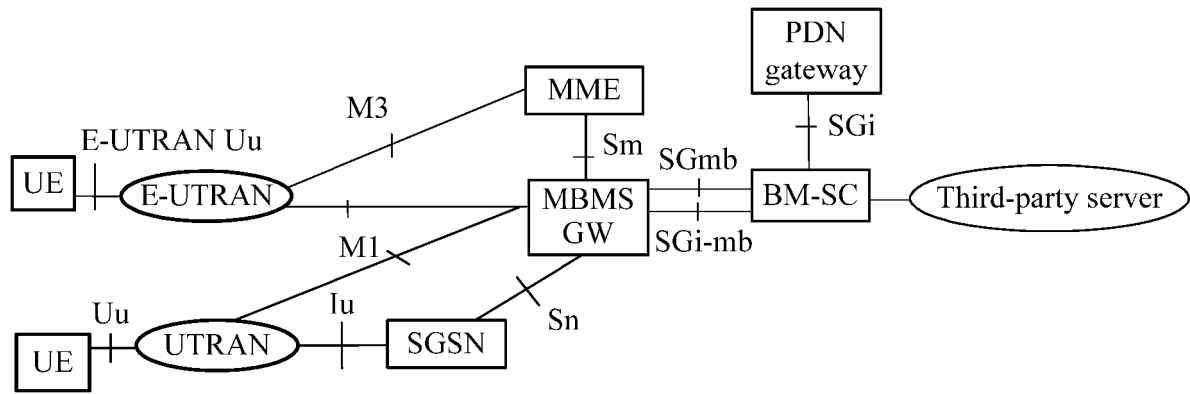 PDN
gateway
MME
M3
SGi
E-UTRAN Uu
Sm
SGmb
UE
E-UTRAN
MBMS
GW
BM-SC
Third-party server
M1
SGi-mb
Uu
Iu
Sn
UE
UTRAN
SGSN